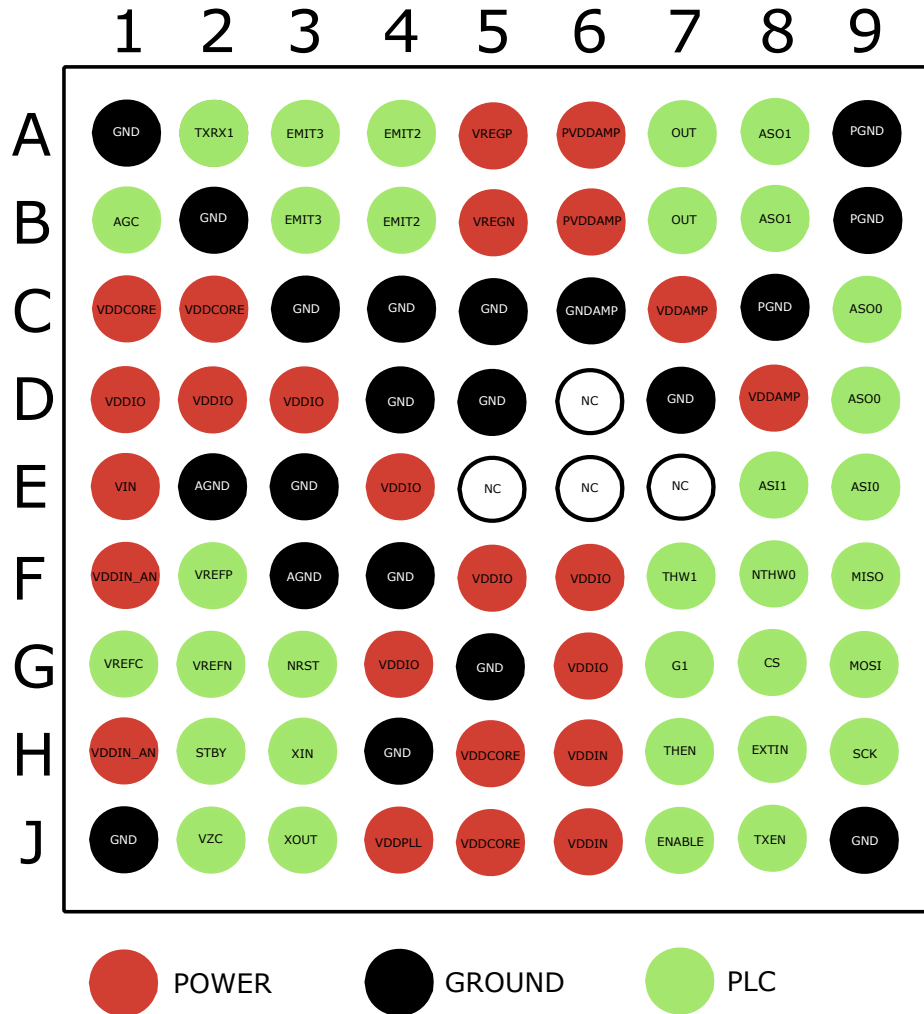 1 2 3 4 5 6 7 8 9
A GND TXRX1 EMIT3 EMIT2 VREGP PVDDAMP OUT ASO1 PGND
B AGC GND EMIT3 EMIT2 VREGN PVDDAMP OUT ASO1 PGND
C VDDCORE VDDCORE GND GND GND GNDAMP VDDAMP PGND ASO0
D VDDIO VDDIO VDDIO GND GND NC GND VDDAMP ASO0
E VIN AGND GND VDDIO NC NC NC ASI1 ASI0
F VDDIN_AN VREFP AGND GND VDDIO VDDIO THW1 NTHW0 MISO
G VREFC VREFN NRST VDDIO GND VDDIO G1 CS MOSI
H VDDIN_AN STBY XIN GND VDDCORE VDDIN THEN EXTIN SCK
J GND VZC XOUT VDDPLL VDDCORE VDDIN ENABLE TXEN GND
POWER GROUND PLC